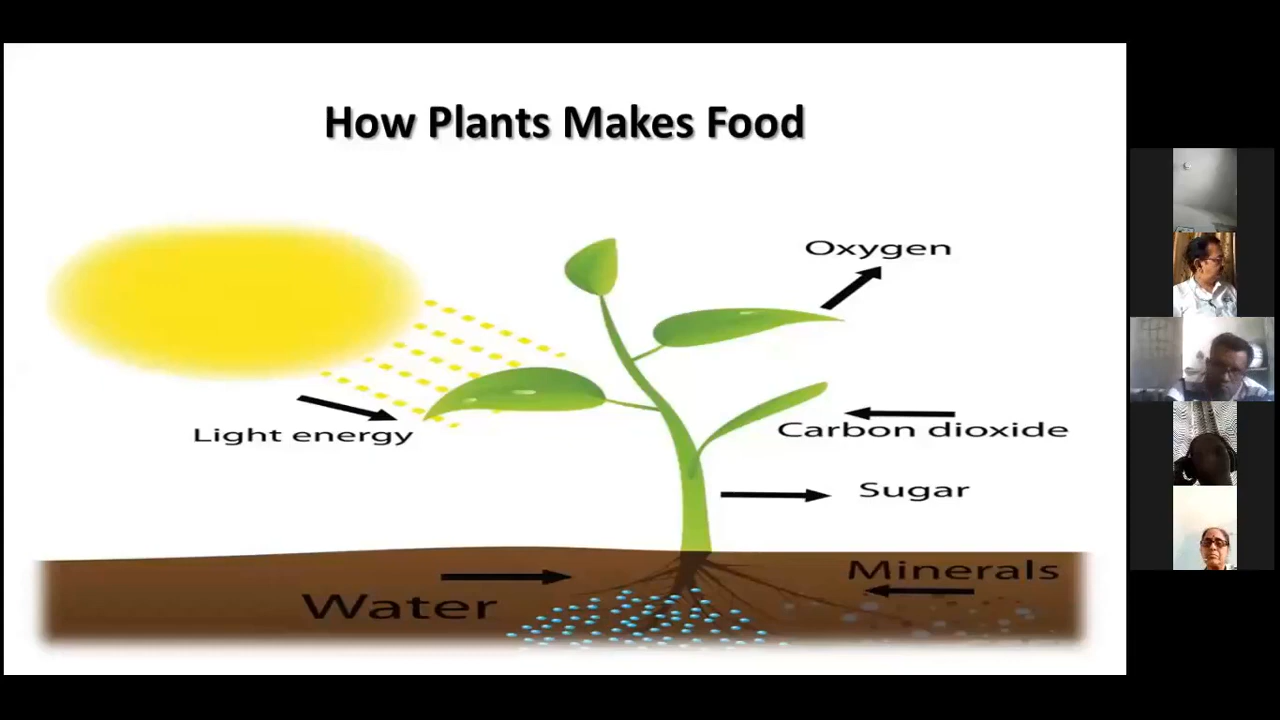 How Plants Makes Food
Oxygen
Light energy
Carbon dioxide
Sugar
Minerals
Water